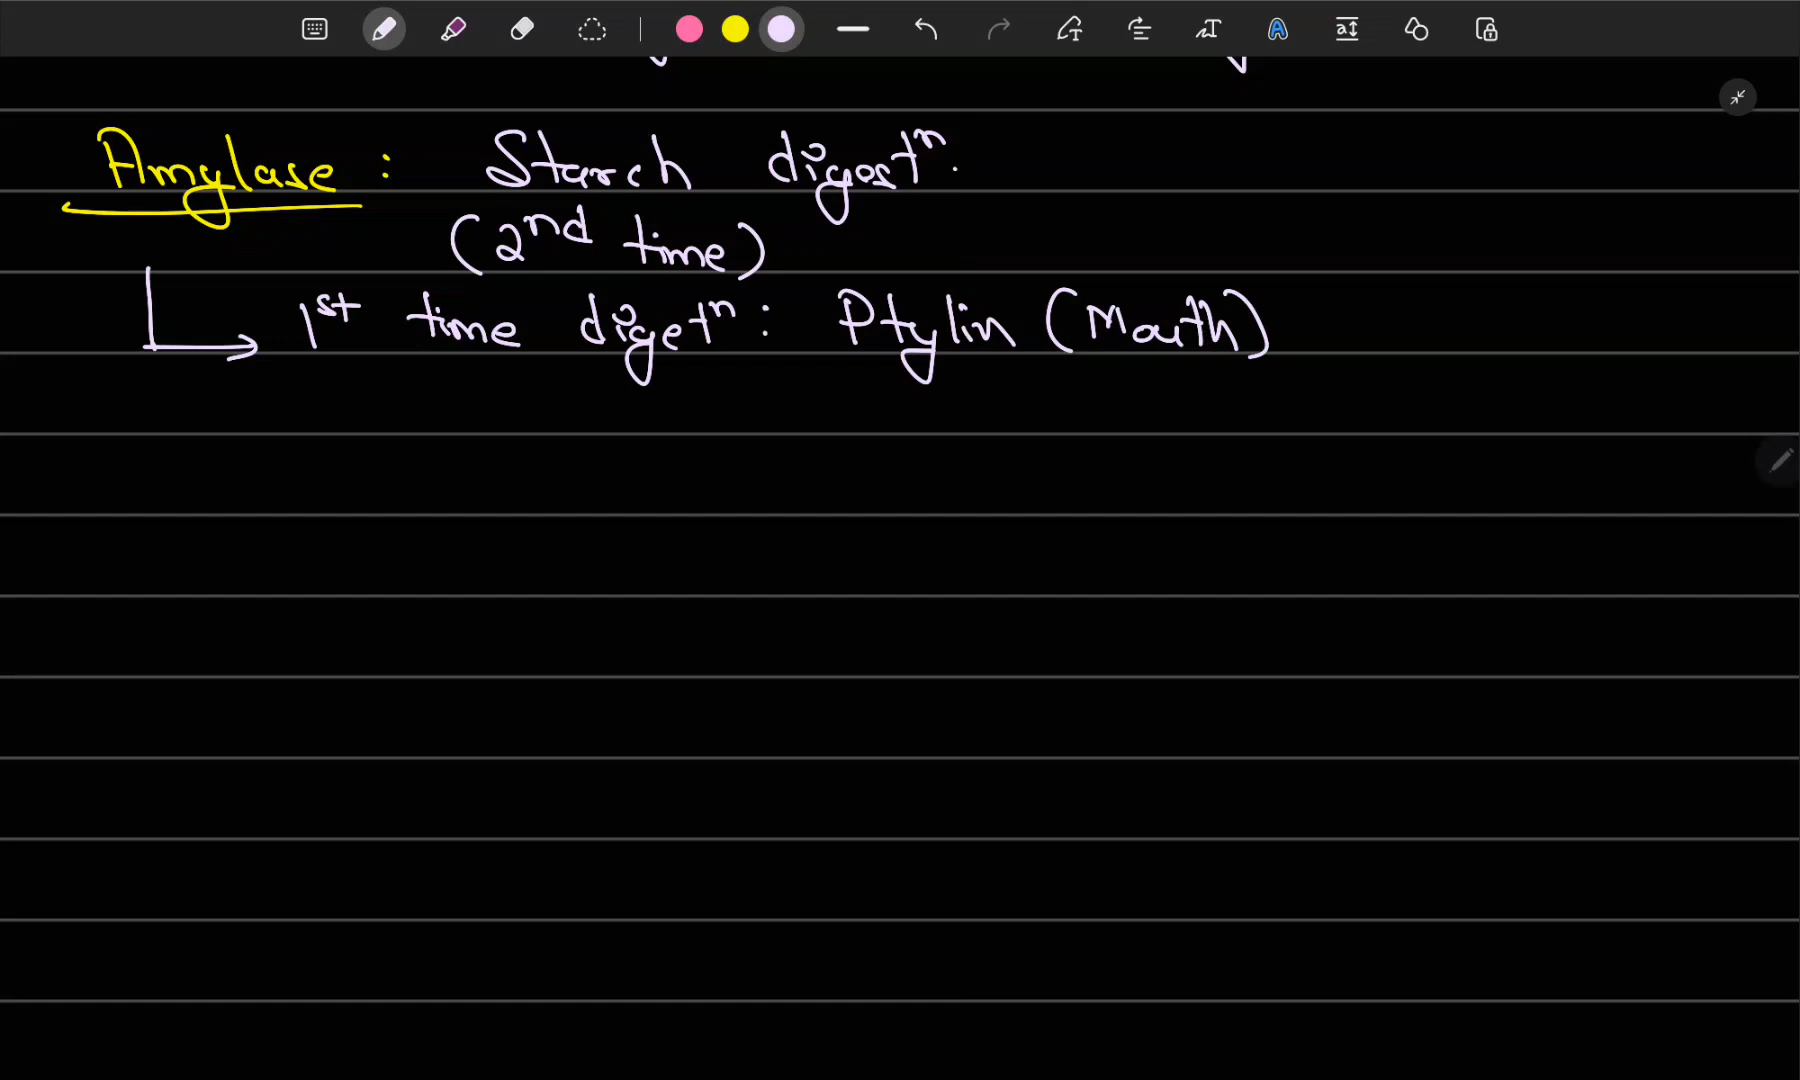 Amylase : Starch digestⁿ.
(2nd time)
1st time digetⁿ : Ptylin (Mouth)